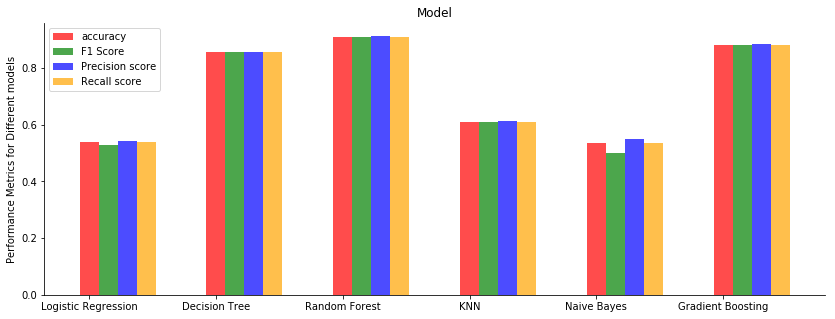 Model
accuracy
F1 Score
Precision score
Recall score
Performance Metrics for Different models
0.8
0.6
0.4
0.2
0.0
Logistic Regression
Decision Tree
Random Forest
KNN
Naive Bayes
Gradient Boosting